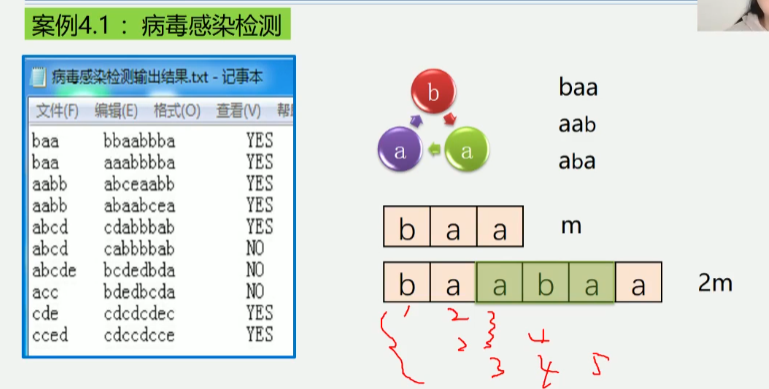 案例4.1 ：病毒感染检测
病毒感染检测输出结果.txt - 记事本
文件(F) 编辑(E) 格式(O) 查看(V) 帮
baa bbaabbba YES
baa aaabbbba YES
aabb abceaabb YES
aabb abaabcea YES
abcd cdabbbab YES
abcd cabbbbab NO
abcde bcdedbda NO
acc bdedbcda NO
cde cdcdcdec YES
cced cdccdcce YES
b
a a
baa
aab
aba
b a a m
b a a b a a 2m
1 2 3
2 3 4
3 4 5